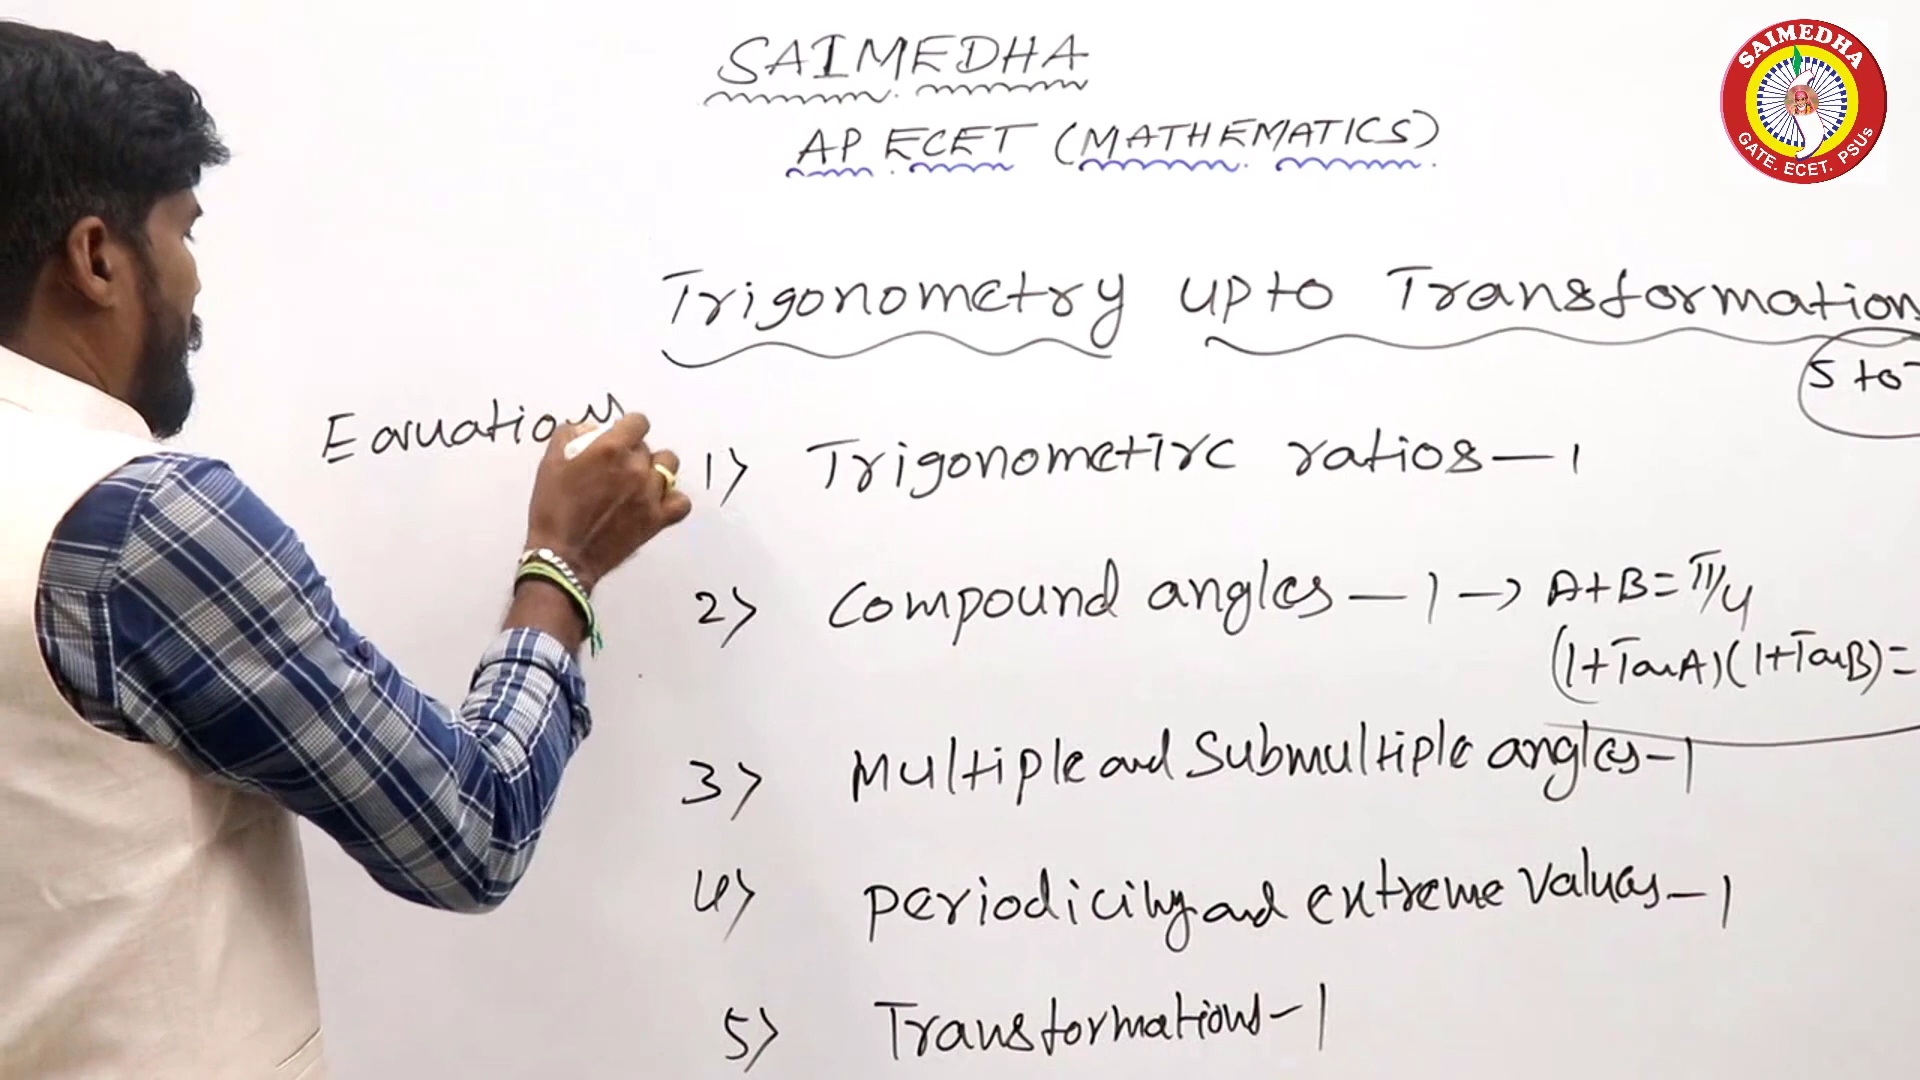 SAIMEDHA
AP ECET (MATHEMATICS)
SAIMEDHA
GATE. ECET. PSUs
Trigonometry upto Transformations
5 to
Equations
1) Trigonometirc ratios - 1
2) Compound angles - 1 → A+B = π/4
(1+TanA)(1+TanB) =
3) Multiple and Submultiple angles - 1
4) Periodicity and extreme values - 1
5) Transformations - 1